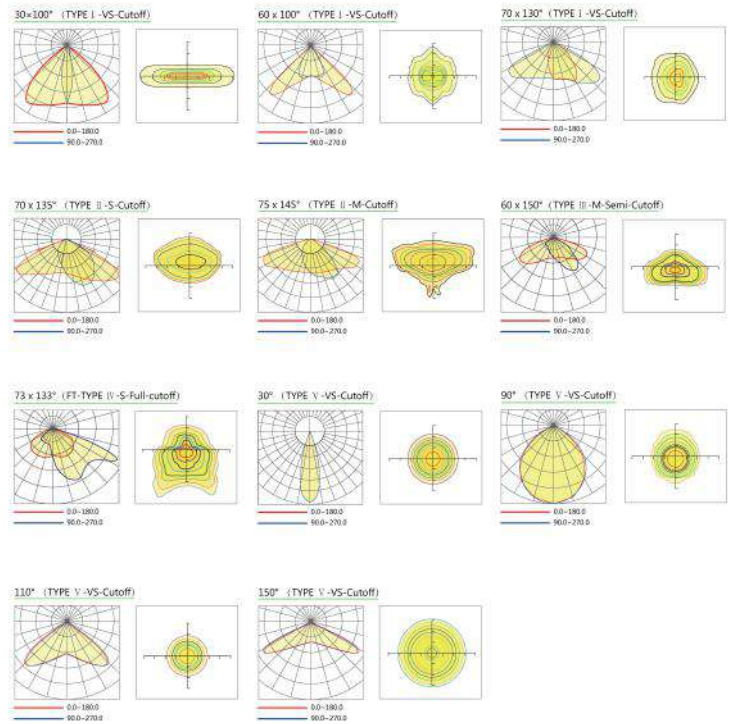 30×100° (TYPE Ⅰ-VS-Cutoff)
0.0~180.0
90.0~270.0
60 x 100° (TYPE Ⅰ-VS-Cutoff)
0.0~180.0
90.0~270.0
70 x 130° (TYPE Ⅰ-VS-Cutoff)
0.0~180.0
90.0~270.0
70 x 135° (TYPE Ⅱ-S-Cutoff)
0.0~180.0
90.0~270.0
75 x 145° (TYPE Ⅱ-M-Cutoff)
0.0~180.0
90.0~270.0
60 x 150° (TYPE Ⅲ-M-Semi-Cutoff)
0.0~180.0
90.0~270.0
73 x 133° (FT-TYPE Ⅳ-S-Full-cutoff)
0.0~180.0
90.0~270.0
30° (TYPE Ⅴ-VS-Cutoff)
0.0~180.0
90.0~270.0
90° (TYPE Ⅴ-VS-Cutoff)
0.0~180.0
90.0~270.0
110° (TYPE Ⅴ-VS-Cutoff)
0.0~180.0
90.0~270.0
150° (TYPE Ⅴ-VS-Cutoff)
0.0~180.0
90.0~270.0